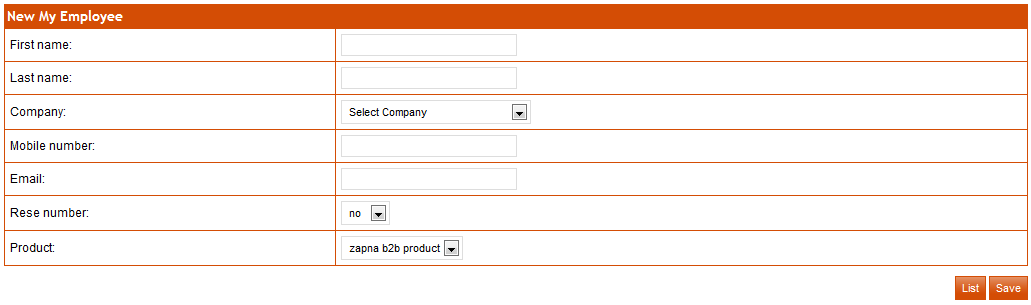 New My Employee
First name:
Last name:
Company: Select Company
Mobile number:
Email:
Rese number: no
Product: zapna b2b product
List Save